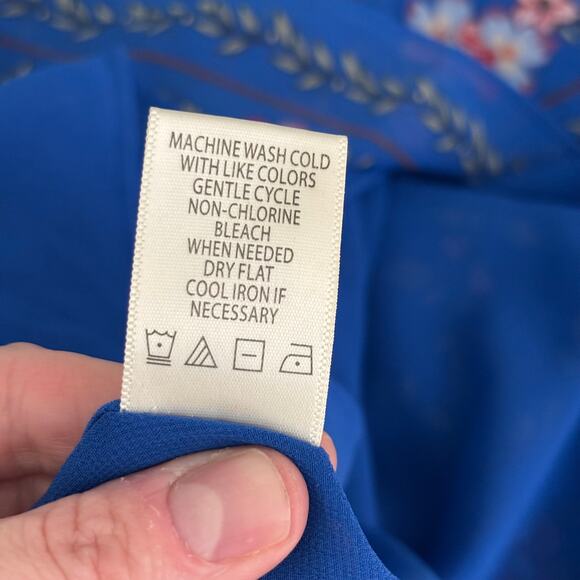 MACHINE WASH COLD
WITH LIKE COLORS
GENTLE CYCLE
NON-CHLORINE
BLEACH
WHEN NEEDED
DRY FLAT
COOL IRON IF
NECESSARY